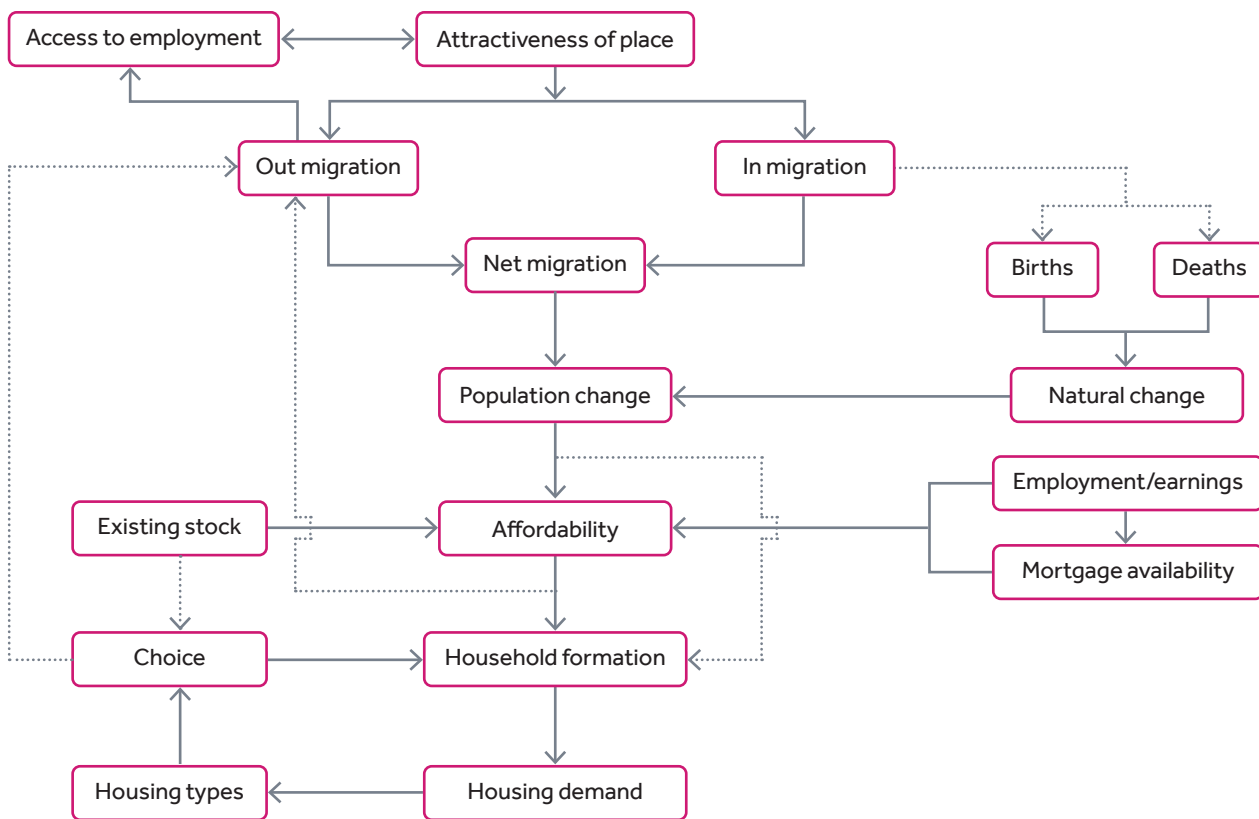 Access to employment
Attractiveness of place
Out migration
In migration
Net migration
Births
Deaths
Population change
Natural change
Employment/earnings
Existing stock
Affordability
Mortgage availability
Choice
Household formation
Housing types
Housing demand